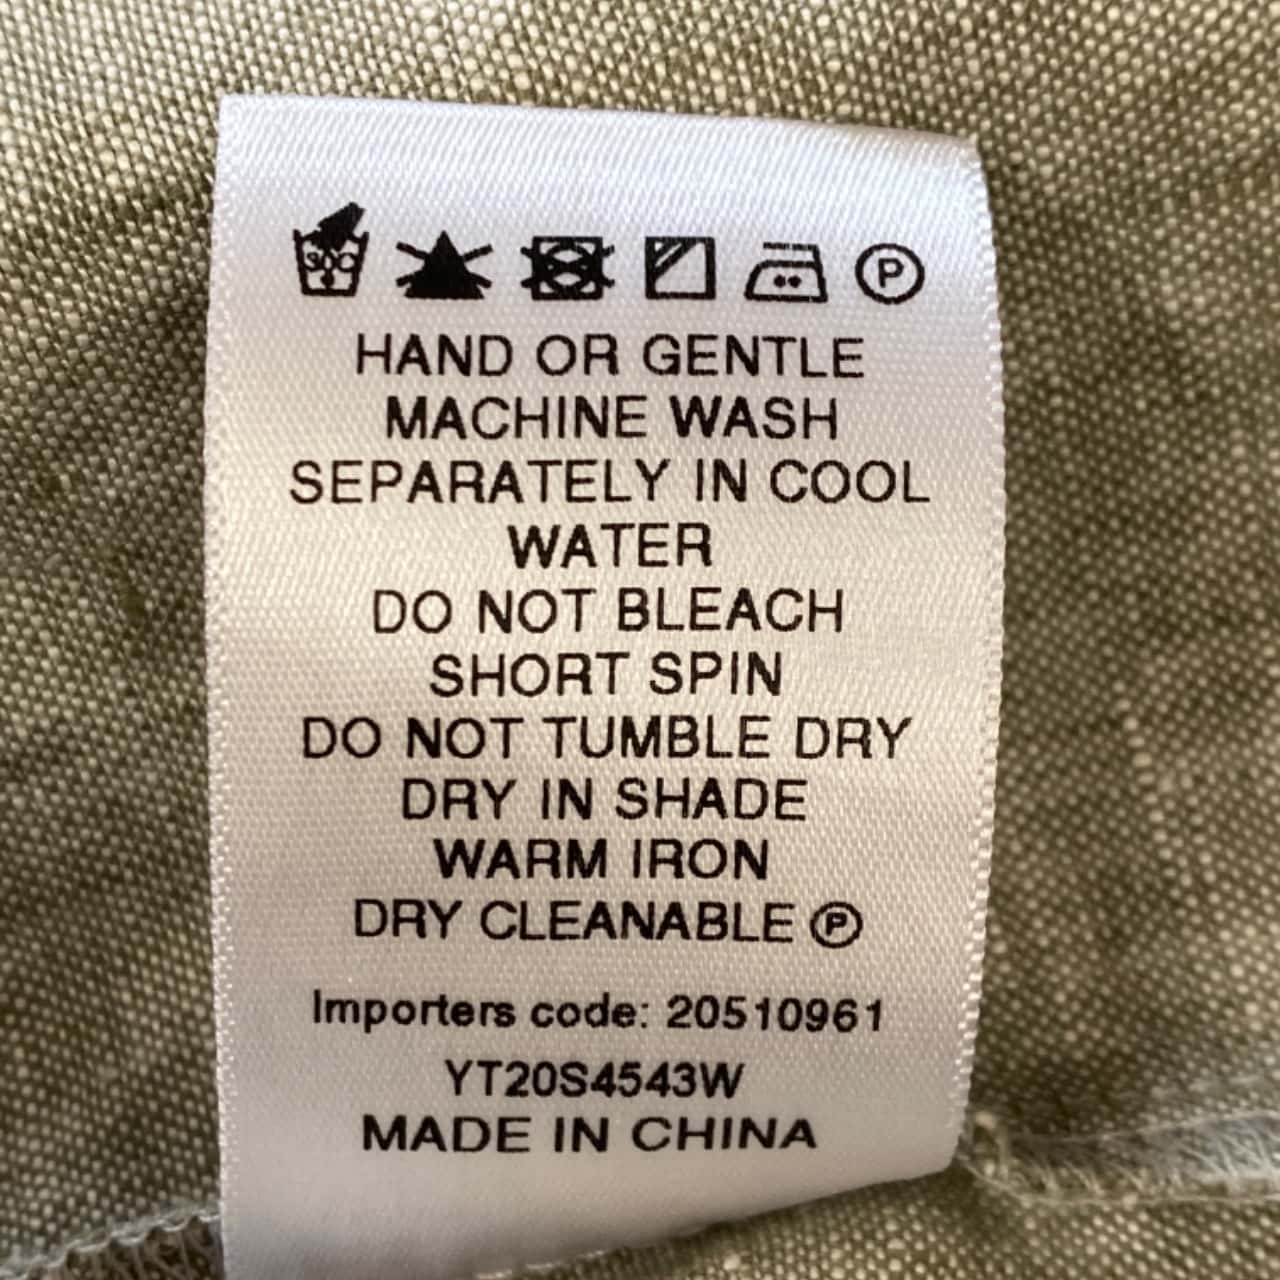 30C
P
HAND OR GENTLE
MACHINE WASH
SEPARATELY IN COOL
WATER
DO NOT BLEACH
SHORT SPIN
DO NOT TUMBLE DRY
DRY IN SHADE
WARM IRON
DRY CLEANABLE Ⓟ
Importers code: 20510961
YT20S4543W
MADE IN CHINA